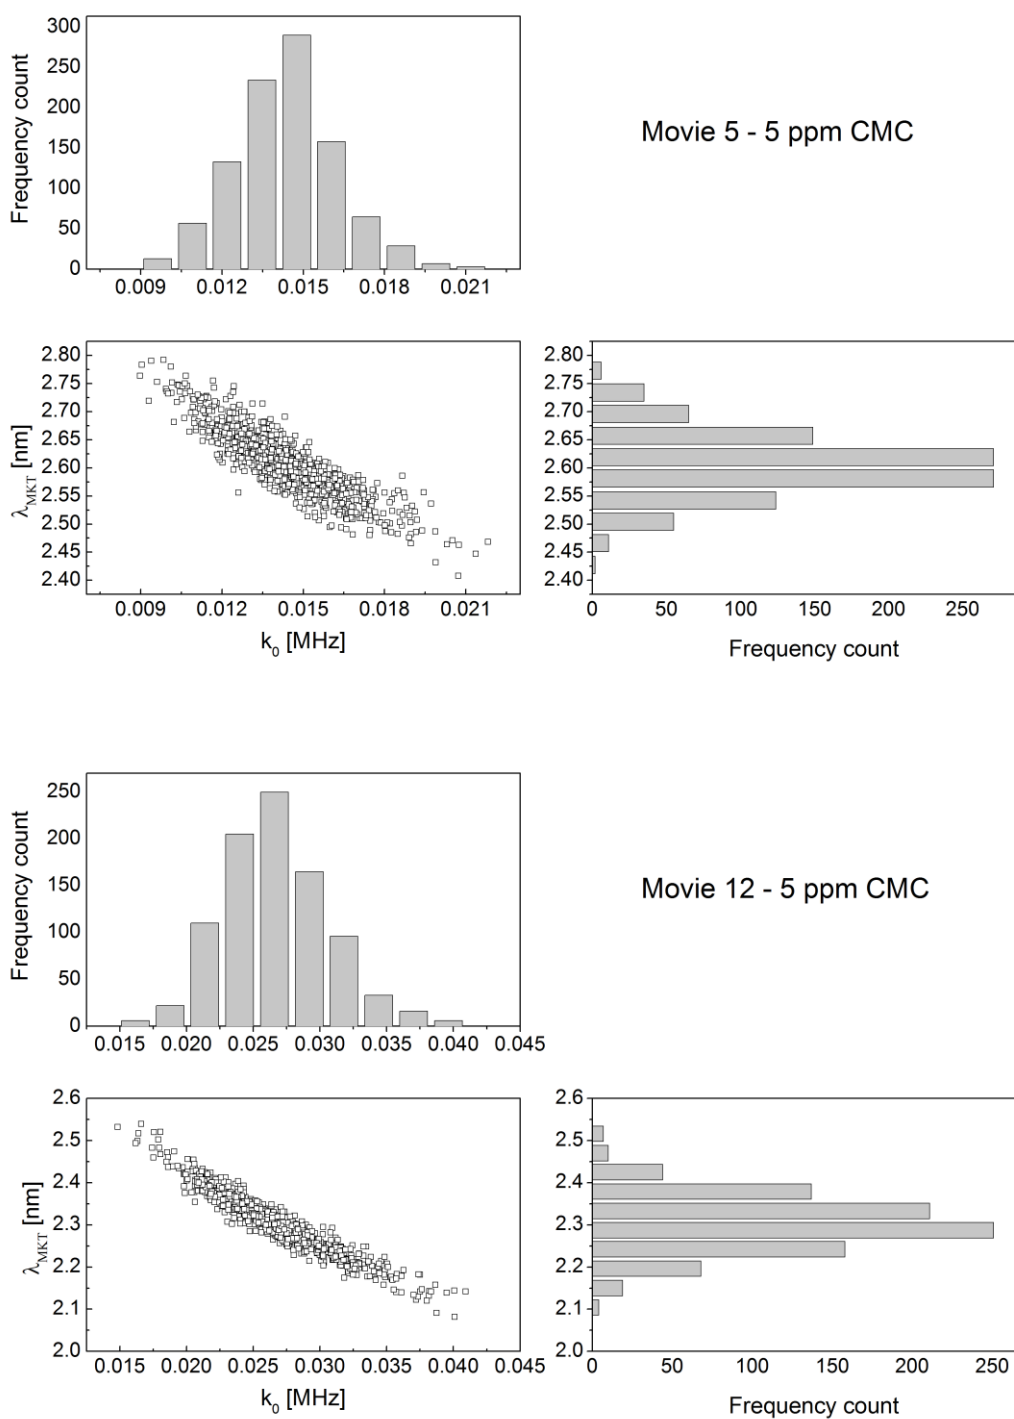 300
250
200
150
100
50
0
Frequency count
0.009 0.012 0.015 0.018 0.021
Movie 5 - 5 ppm CMC
2.80
2.75
2.70
2.65
2.60
2.55
2.50
2.45
2.40
λMKT [nm]
0.009 0.012 0.015 0.018 0.021
k0 [MHz]
2.80
2.75
2.70
2.65
2.60
2.55
2.50
2.45
2.40
0 50 100 150 200 250
Frequency count
250
200
150
100
50
0
Frequency count
0.015 0.020 0.025 0.030 0.035 0.040 0.045
Movie 12 - 5 ppm CMC
2.6
2.5
2.4
2.3
2.2
2.1
2.0
λMKT [nm]
0.015 0.020 0.025 0.030 0.035 0.040 0.045
k0 [MHz]
2.6
2.5
2.4
2.3
2.2
2.1
2.0
0 50 100 150 200 250
Frequency count